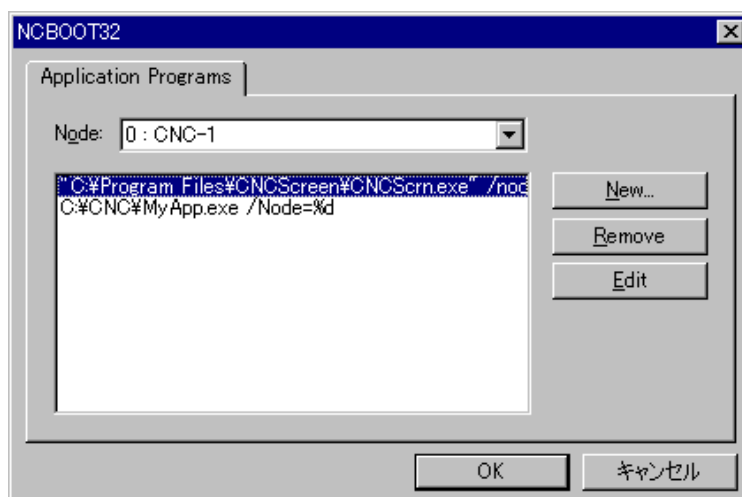 NCBOOT32
Application Programs
Node: 0 : CNC-1
"C:¥Program Files¥CNCScreen¥CNCScrn.exe" /nod
C:¥CNC¥MyApp.exe /Node=%d
New...
Remove
Edit
OK
キャンセル